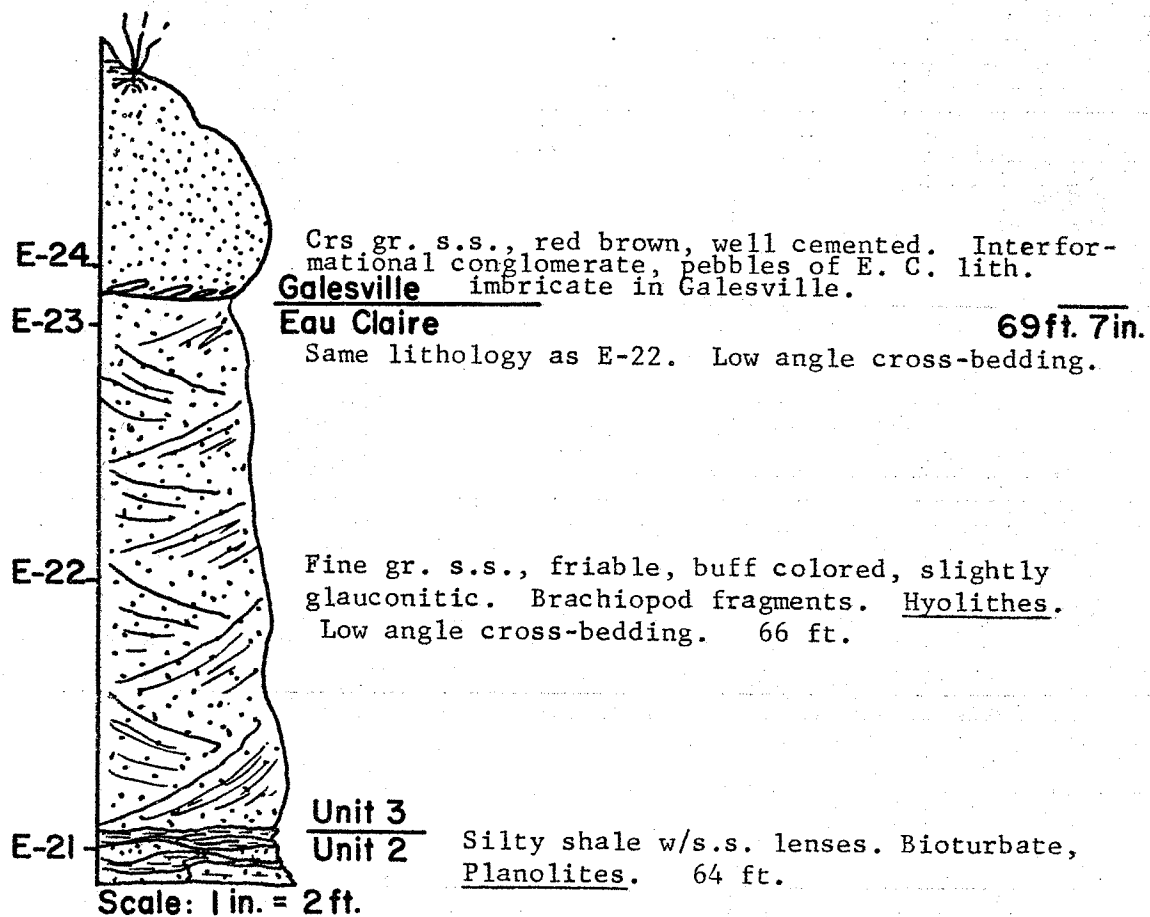 E-24
Crs gr. s.s., red brown, well cemented. Interfor-
mational conglomerate, pebbles of E. C. lith.
Galesville imbricate in Galesville.
E-23
Eau Claire
69ft. 7in.
Same lithology as E-22. Low angle cross-bedding.
E-22
Fine gr. s.s., friable, buff colored, slightly
glauconitic. Brachiopod fragments. Hyolithes.
Low angle cross-bedding. 66 ft.
Unit 3
E-21
Unit 2
Silty shale w/s.s. lenses. Bioturbate,
Planolites. 64 ft.
Scale: 1 in. = 2 ft.